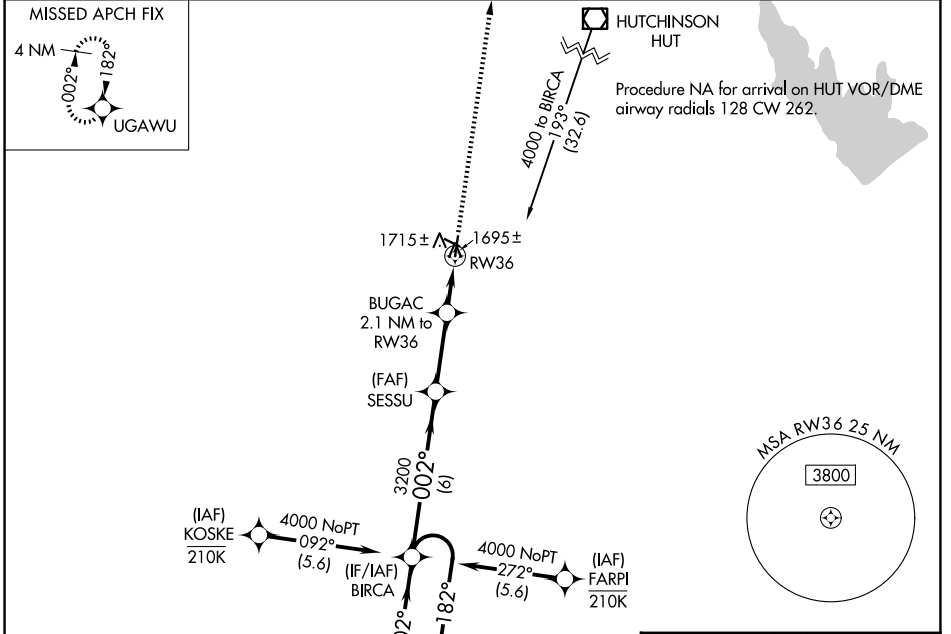 MISSED APCH FIX
4 NM
002°
182°
UGAWU
HUTCHINSON
HUT
Procedure NA for arrival on HUT VOR/DME
airway radials 128 CW 262.
4000 to BIRCA
193°
(32.6)
1715±
1695±
RW36
BUGAC
2.1 NM to
RW36
(FAF)
SESSU
3200
002°
(6)
MSA RW36 25 NM
3800
(IAF)
KOSKE
210K
4000 NoPT
092°
(5.6)
(IF/IAF)
BIRCA
4000 NoPT
272°
(5.6)
(IAF)
FARPI
210K
182°